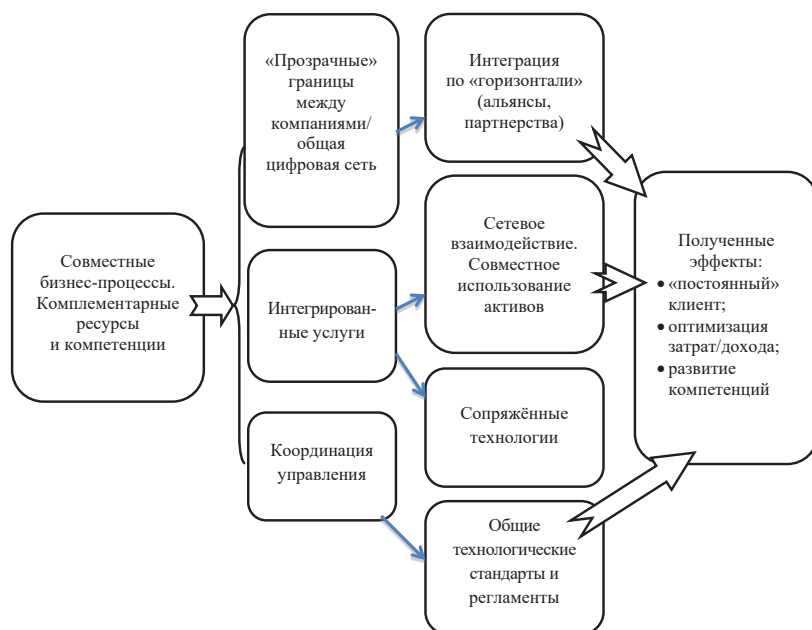 Совместные
бизнес-процессы.
Комплементарные
ресурсы
и компетенции
«Прозрачные»
границы
между
компаниями/
общая
цифровая сеть
Интегрирован-
ные услуги
Координация
управления
Интеграция
по «горизонтали»
(альянсы,
партнерства)
Сетевое
взаимодействие.
Совместное
использование
активов
Сопряжённые
технологии
Общие
технологические
стандарты и
регламенты
Полученные
эффекты:
• «постоянный»
клиент;
• оптимизация
затрат/дохода;
• развитие
компетенций